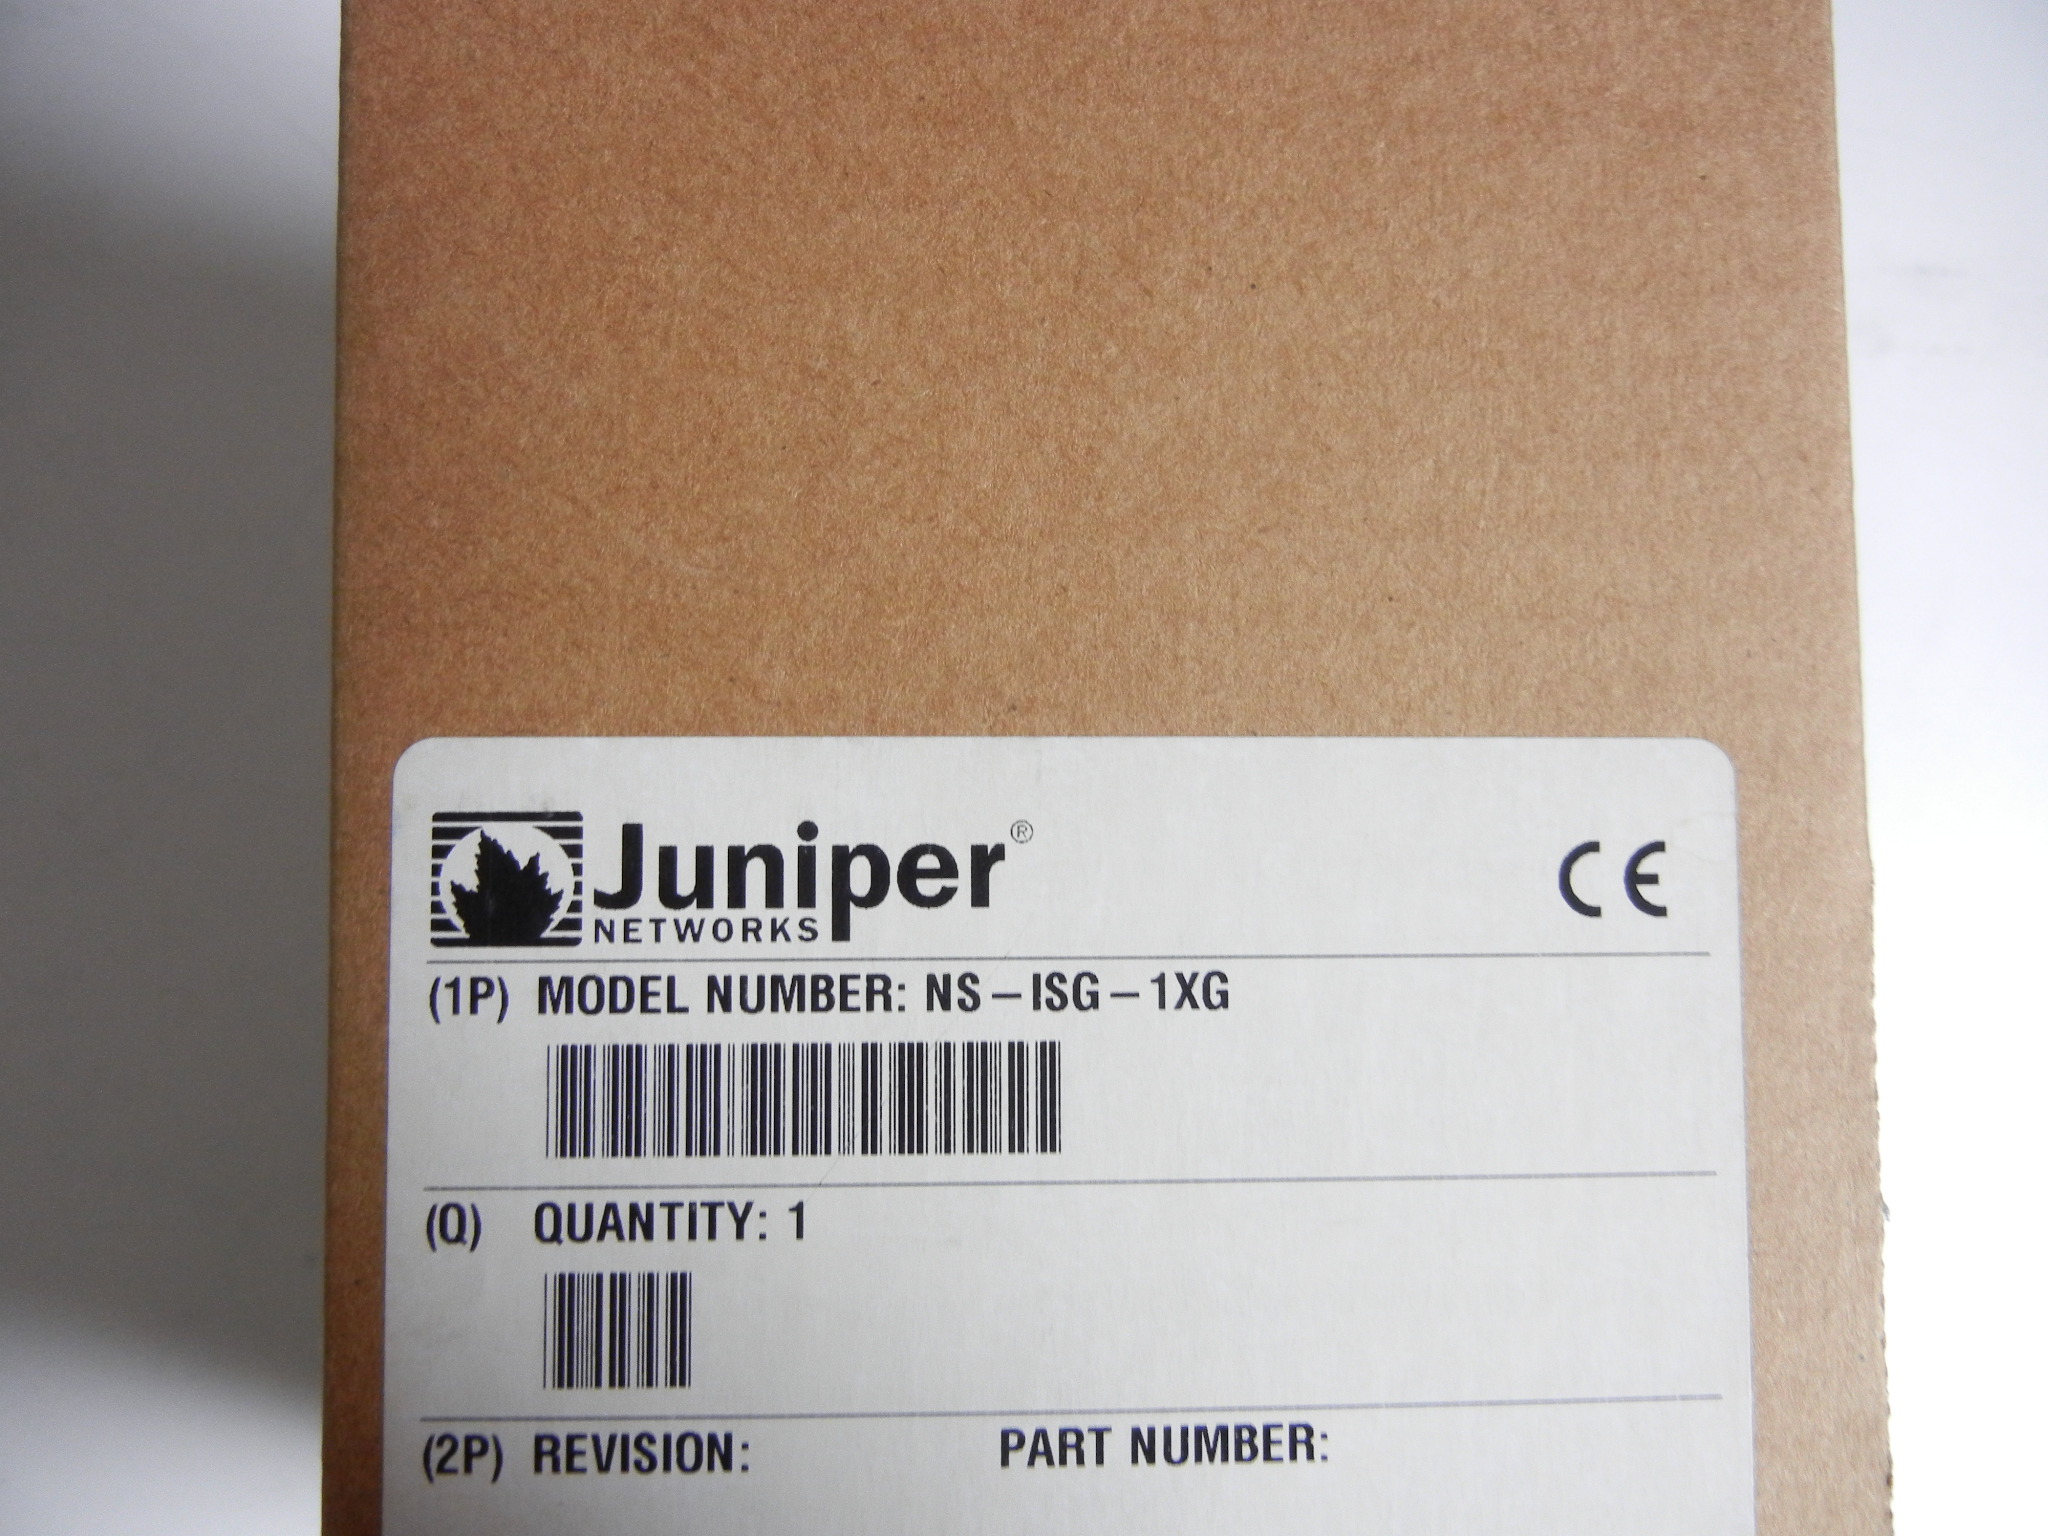 Juniper®
NETWORKS
CE
(1P) MODEL NUMBER: NS-ISG-1XG
(Q) QUANTITY: 1
(2P) REVISION: PART NUMBER: